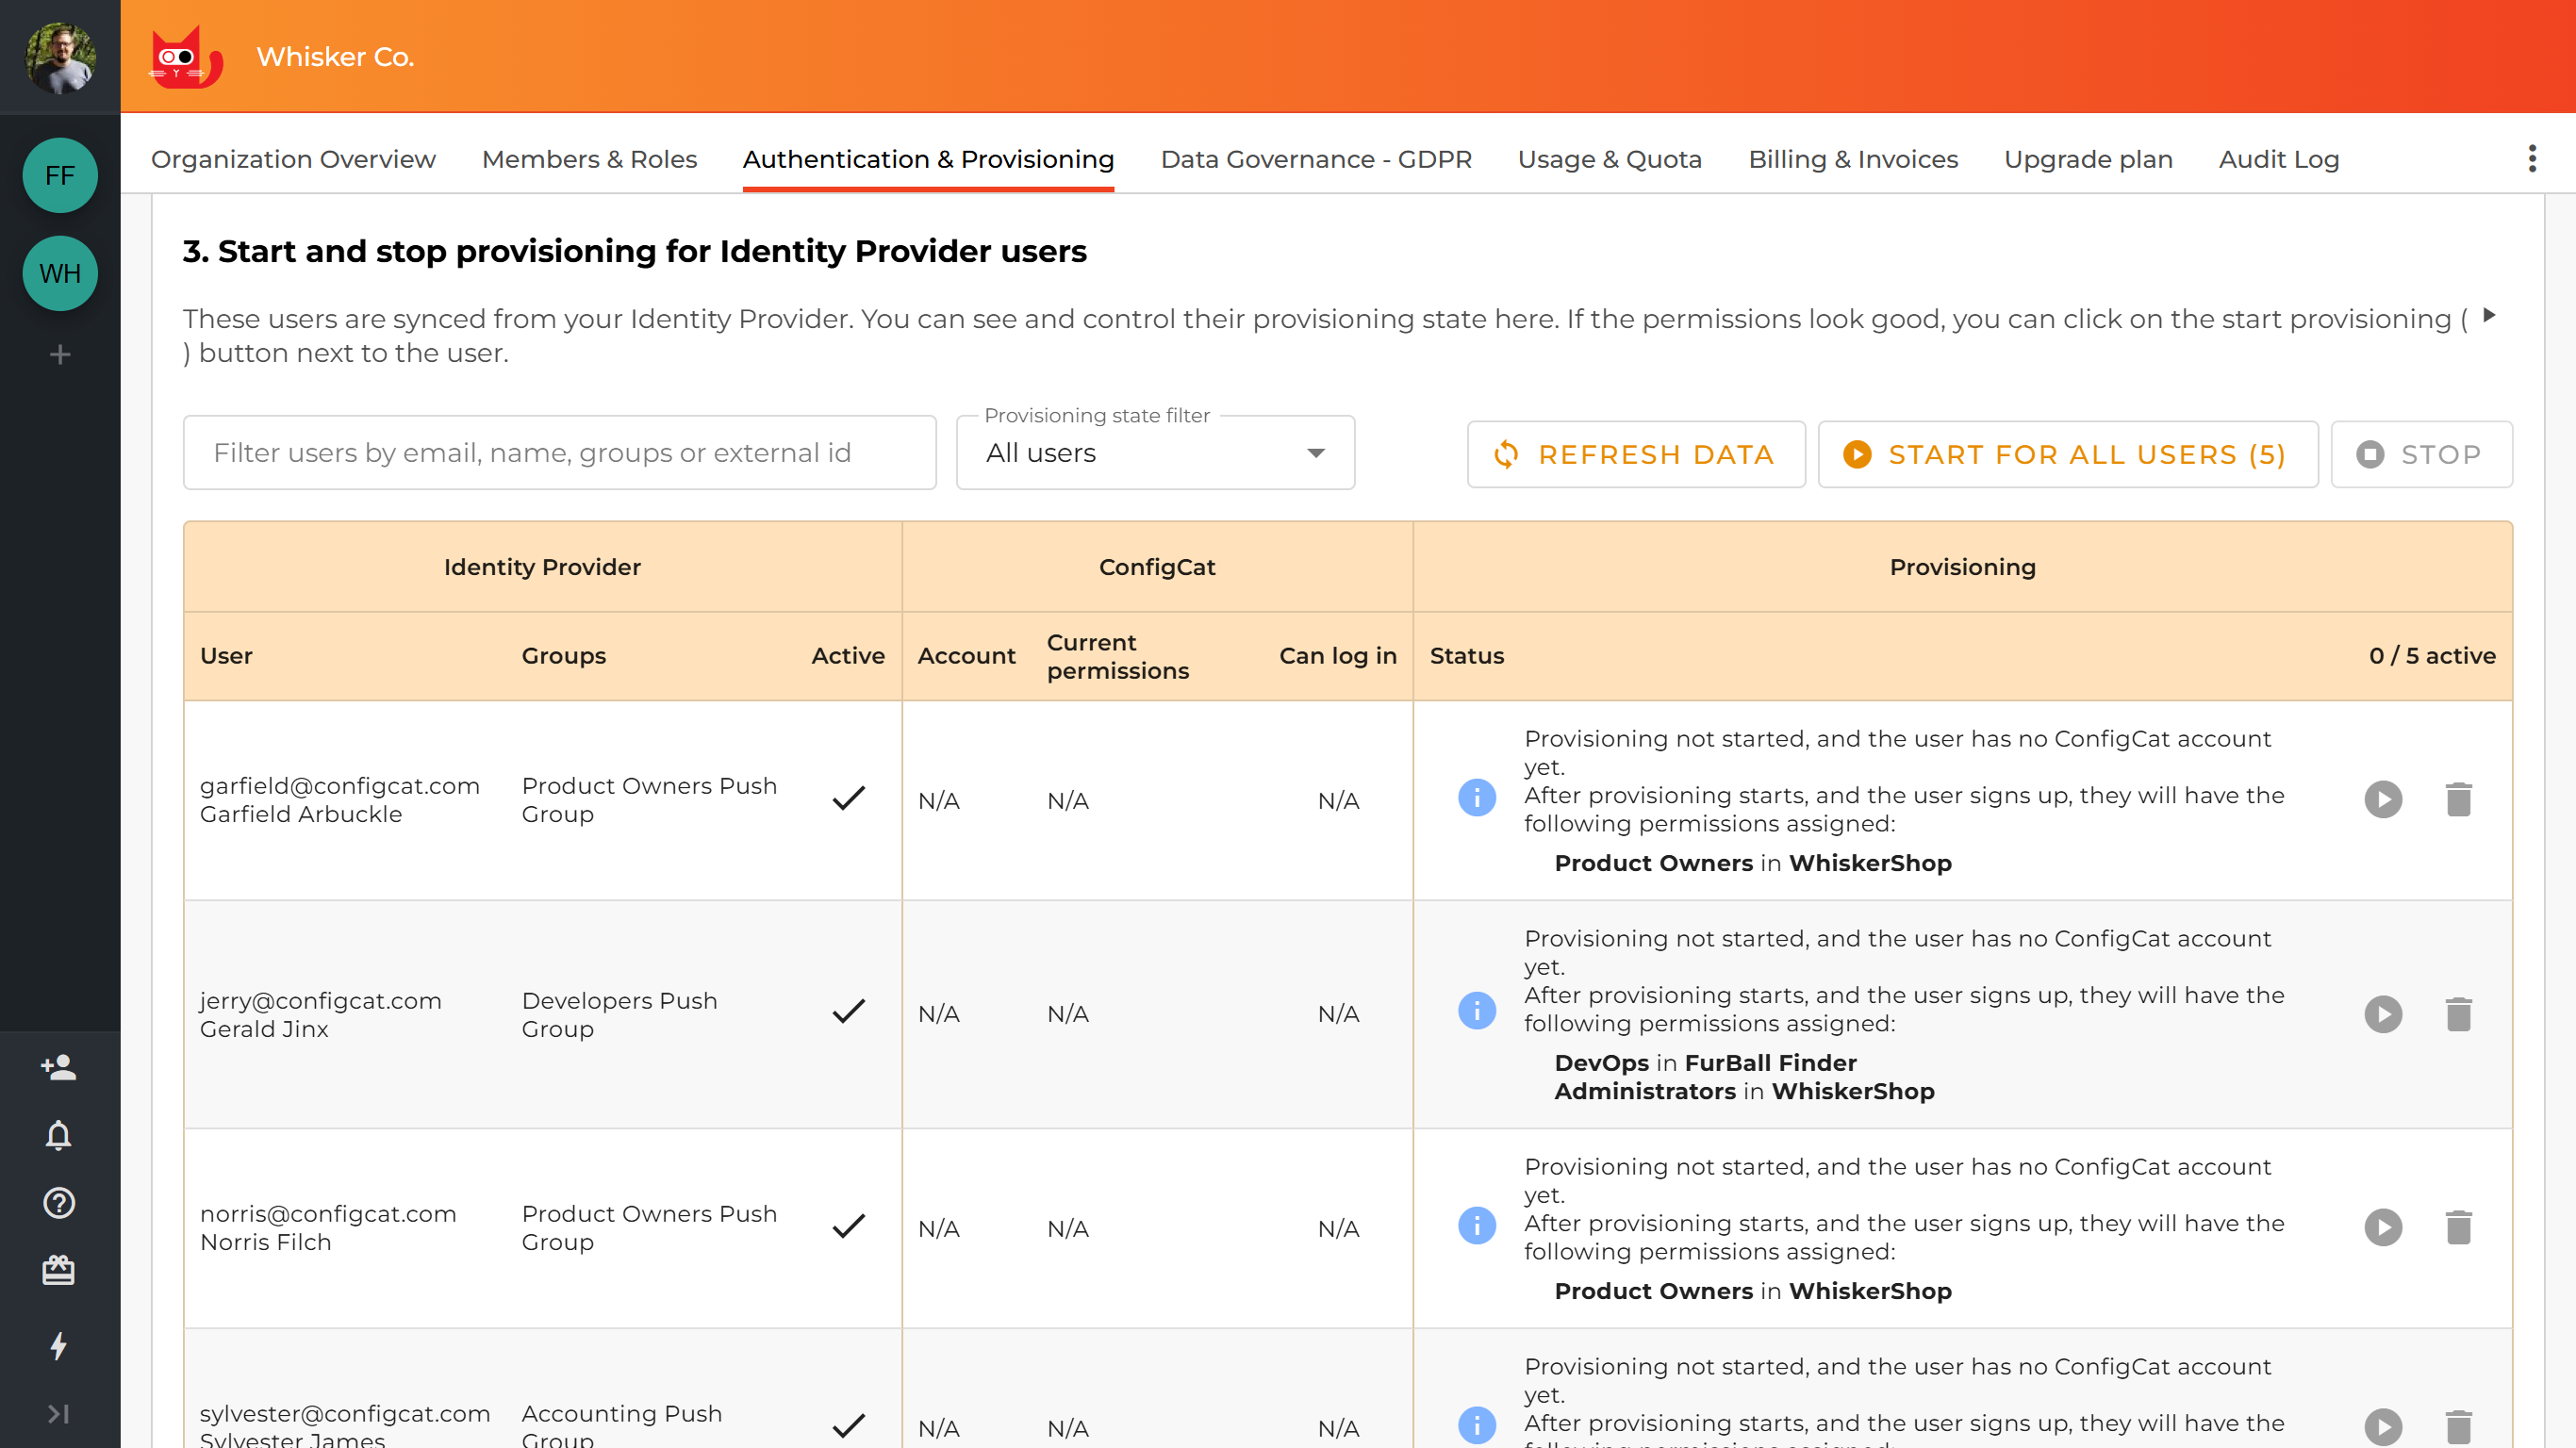 Whisker Co.
FF
WH
Organization Overview Members & Roles Authentication & Provisioning Data Governance - GDPR Usage & Quota Billing & Invoices Upgrade plan Audit Log
3. Start and stop provisioning for Identity Provider users
These users are synced from your Identity Provider. You can see and control their provisioning state here. If the permissions look good, you can click on the start provisioning (
) button next to the user.
Provisioning state filter
Filter users by email, name, groups or external id
All users
REFRESH DATA
START FOR ALL USERS (5)
STOP
Identity Provider ConfigCat Provisioning
User Groups Active Account Current permissions Can log in Status 0 / 5 active
garfield@configcat.com
Garfield Arbuckle
Product Owners Push
Group
N/A
N/A
N/A
Provisioning not started, and the user has no ConfigCat account
yet.
After provisioning starts, and the user signs up, they will have the
following permissions assigned:
Product Owners in WhiskerShop
jerry@configcat.com
Gerald Jinx
Developers Push
Group
N/A
N/A
N/A
Provisioning not started, and the user has no ConfigCat account
yet.
After provisioning starts, and the user signs up, they will have the
following permissions assigned:
DevOps in FurBall Finder
Administrators in WhiskerShop
norris@configcat.com
Norris Filch
Product Owners Push
Group
N/A
N/A
N/A
Provisioning not started, and the user has no ConfigCat account
yet.
After provisioning starts, and the user signs up, they will have the
following permissions assigned:
Product Owners in WhiskerShop
sylvester@configcat.com
Sylvester James
Accounting Push
Group
N/A
N/A
N/A
Provisioning not started, and the user has no ConfigCat account
yet.
After provisioning starts, and the user signs up, they will have the